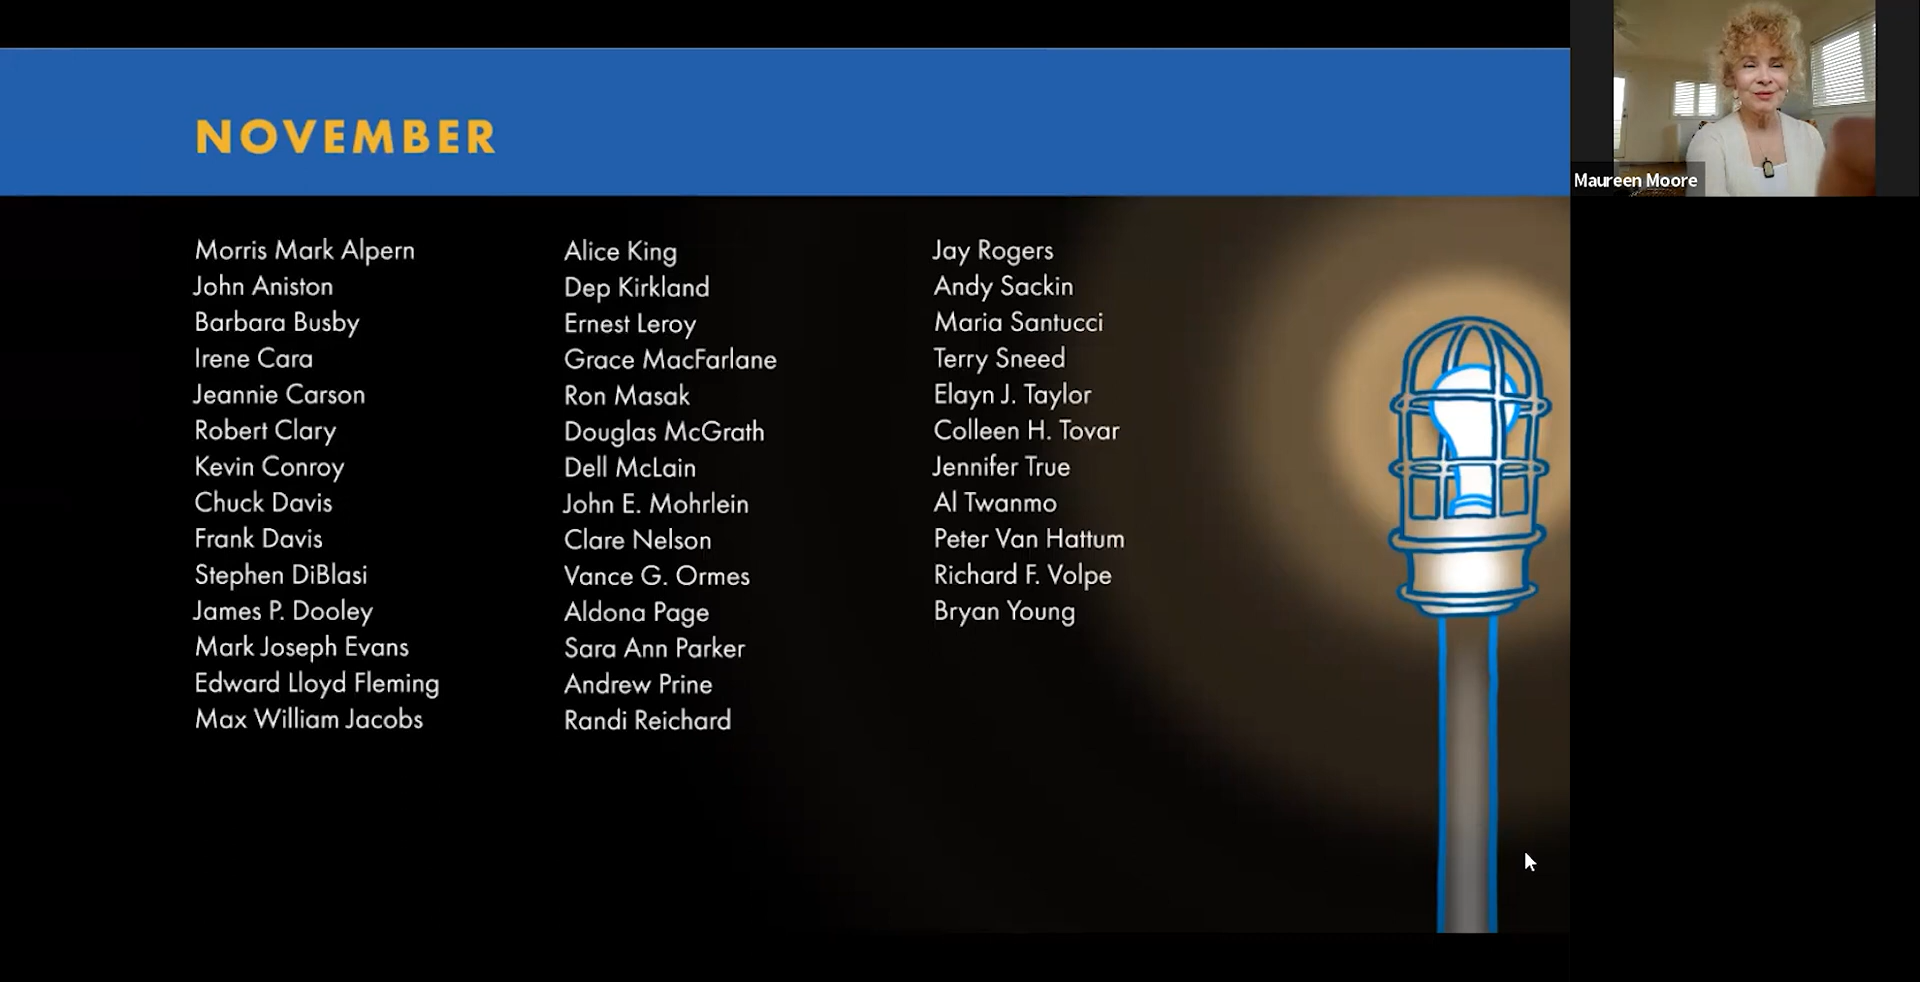 NOVEMBER
Morris Mark Alpern
John Aniston
Barbara Busby
Irene Cara
Jeannie Carson
Robert Clary
Kevin Conroy
Chuck Davis
Frank Davis
Stephen DiBlasi
James P. Dooley
Mark Joseph Evans
Edward Lloyd Fleming
Max William Jacobs
Alice King
Dep Kirkland
Ernest Leroy
Grace MacFarlane
Ron Masak
Douglas McGrath
Dell McLain
John E. Mohrlein
Clare Nelson
Vance G. Ormes
Aldona Page
Sara Ann Parker
Andrew Prine
Randi Reichard
Jay Rogers
Andy Sackin
Maria Santucci
Terry Sneed
Elayn J. Taylor
Colleen H. Tovar
Jennifer True
Al Twanmo
Peter Van Hattum
Richard F. Volpe
Bryan Young
Maureen Moore